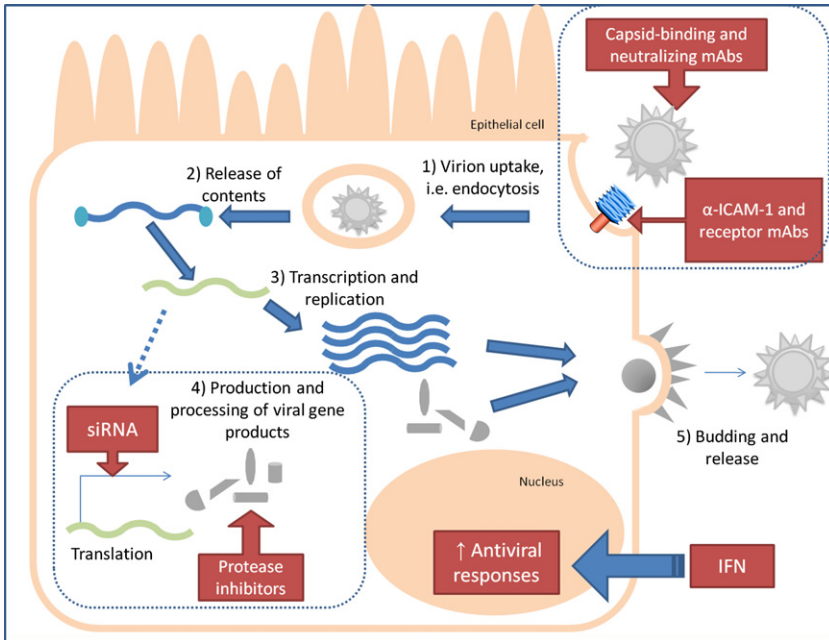 Capsid-binding and
neutralizing mAbs
Epithelial cell
2) Release of
contents
1) Virion uptake,
i.e. endocytosis
α-ICAM-1 and
receptor mAbs
3) Transcription and
replication
4) Production and
processing of viral gene
products
siRNA
Translation
Protease
inhibitors
5) Budding and
release
Nucleus
↑ Antiviral
responses
IFN